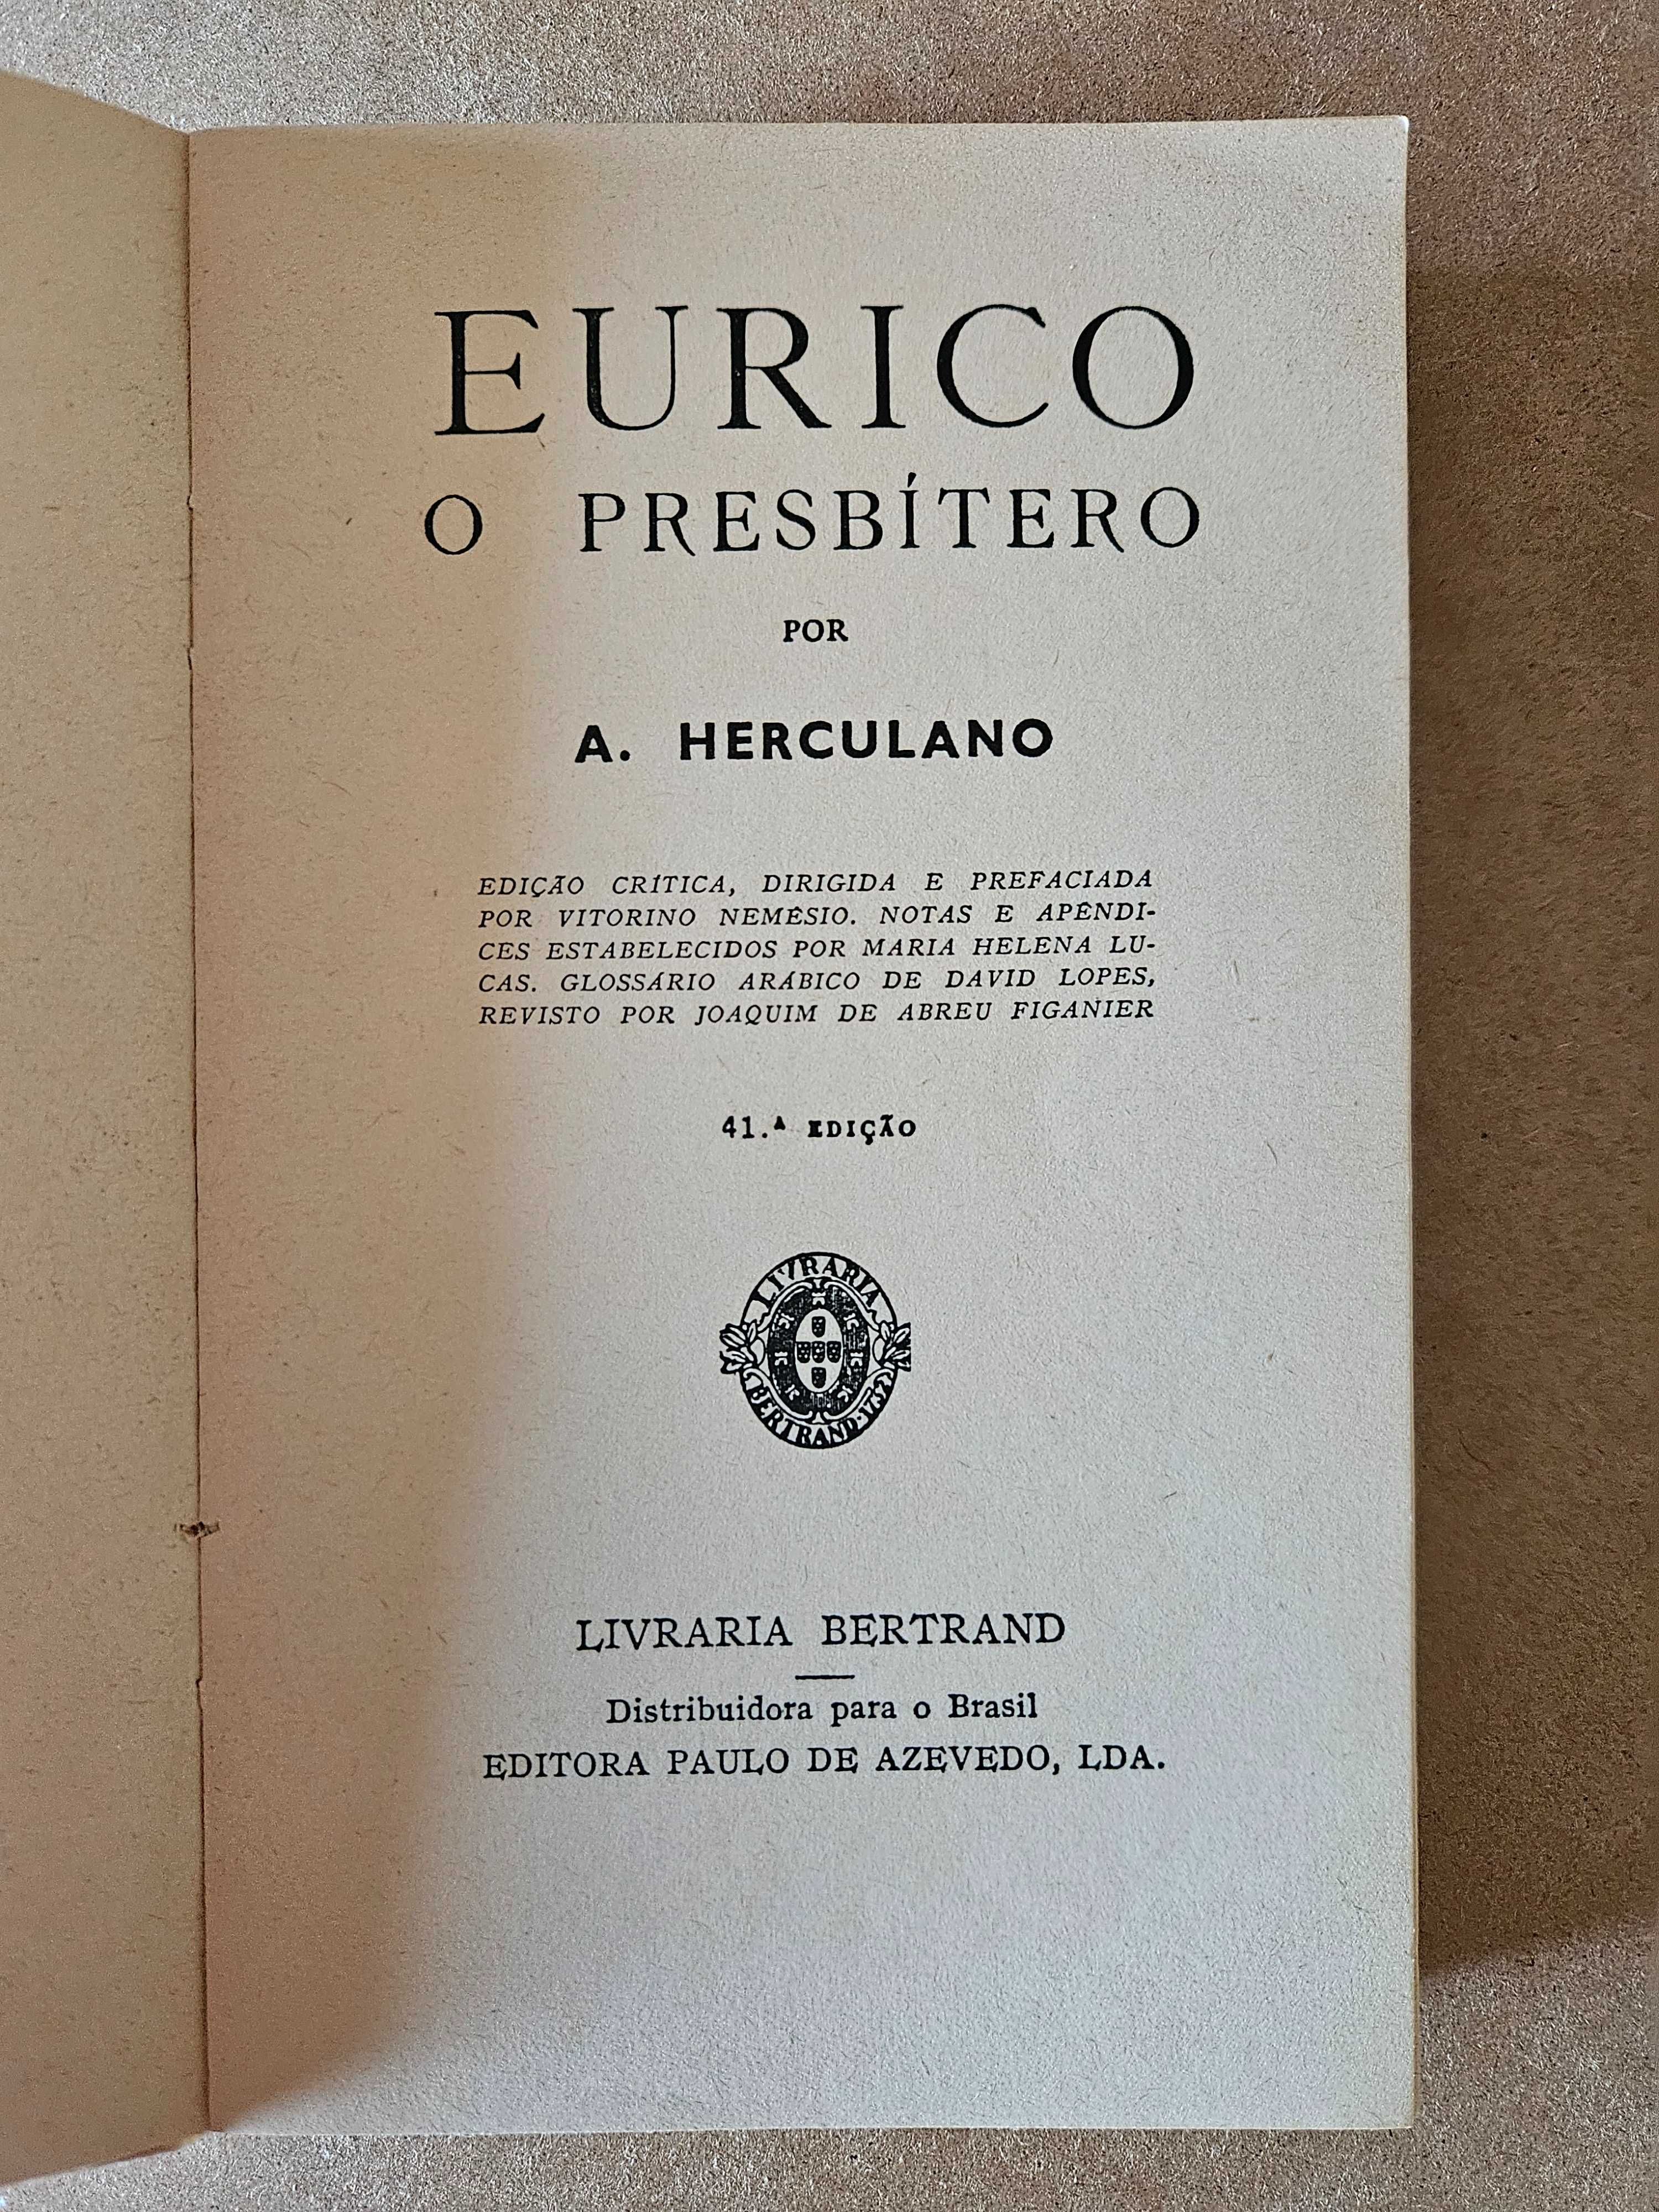 EURICO
O PRESBÍTERO
POR
A. HERCULANO
EDIÇÃO CRÍTICA, DIRIGIDA E PREFACIADA
POR VITORINO NEMÉSIO. NOTAS E APÊNDI-
CES ESTABELECIDOS POR MARIA HELENA LU-
CAS. GLOSSÁRIO ARÁBICO DE DAVID LOPES,
REVISTO POR JOAQUIM DE ABREU FIGANIER
41.ª EDIÇÃO
LIVRARIA
BERTRAND·1732
LIVRARIA BERTRAND
Distribuidora para o Brasil
EDITORA PAULO DE AZEVEDO, LDA.